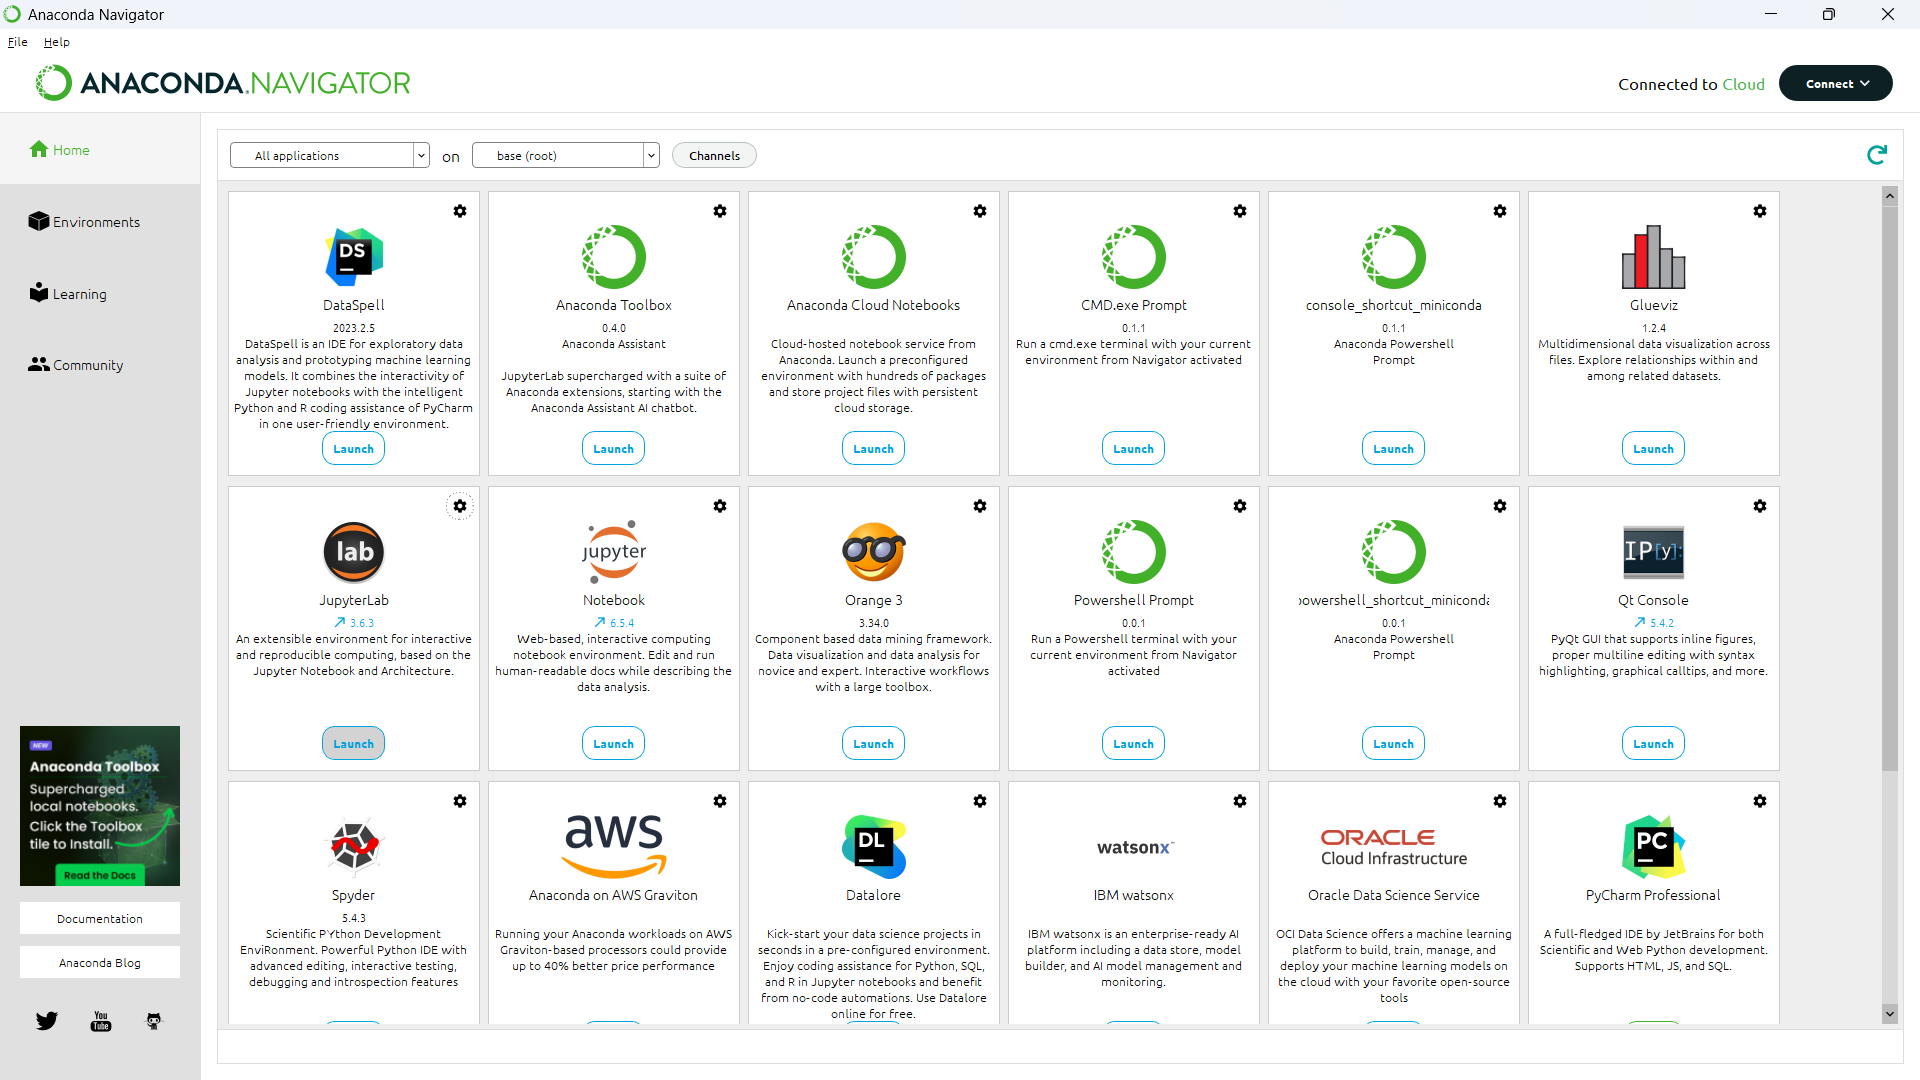 Anaconda Navigator
File Help
ANACONDA.NAVIGATOR
Connected to Cloud
Connect
Home
Environments
Learning
Community
All applications on base (root) Channels
DS
DataSpell
2023.2.5
DataSpell is an IDE for exploratory data
analysis and prototyping machine learning
models. It combines the interactivity of
Jupyter notebooks with the intelligent
Python and R coding assistance of PyCharm
in one user-friendly environment.
Launch
Anaconda Toolbox
0.4.0
Anaconda Assistant
JupyterLab supercharged with a suite of
Anaconda extensions, starting with the
Anaconda Assistant AI chatbot.
Launch
Anaconda Cloud Notebooks
Cloud-hosted notebook service from
Anaconda. Launch a preconfigured
environment with hundreds of packages
and store project files with persistent
cloud storage.
Launch
CMD.exe Prompt
0.1.1
Run a cmd.exe terminal with your current
environment from Navigator activated
Launch
console_shortcut_miniconda
0.1.1
Anaconda Powershell
Prompt
Launch
Glueviz
1.2.4
Multidimensional data visualization across
files. Explore relationships within and
among related datasets.
Launch
lab
JupyterLab
3.6.3
An extensible environment for interactive
and reproducible computing, based on the
Jupyter Notebook and Architecture.
Launch
jupyter
Notebook
6.5.4
Web-based, interactive computing
notebook environment. Edit and run
human-readable docs while describing the
data analysis.
Launch
Orange 3
3.34.0
Component based data mining framework.
Data visualization and data analysis for
novice and expert. Interactive workflows
with a large toolbox.
Launch
Powershell Prompt
0.0.1
Run a Powershell terminal with your
current environment from Navigator
activated
Launch
powershell_shortcut_miniconda
0.0.1
Anaconda Powershell
Prompt
Launch
IP[y]:
Qt Console
5.4.2
PyQt GUI that supports inline figures,
proper multiline editing with syntax
highlighting, graphical calltips, and more.
Launch
Spyder
5.4.3
Scientific PYthon Development
EnviRonment. Powerful Python IDE with
advanced editing, interactive testing,
debugging and introspection features
aws
Anaconda on AWS Graviton
Running your Anaconda workloads on AWS
Graviton-based processors could provide
up to 40% better price performance
DL
Datalore
Kick-start your data science projects in
seconds in a pre-configured environment.
Enjoy coding assistance for Python, SQL,
and R in Jupyter notebooks and benefit
from no-code automations. Use Datalore
online for free.
watsonx™
IBM watsonx
IBM watsonx is an enterprise-ready AI
platform including a data store, model
builder, and AI model management and
monitoring.
ORACLE
Cloud Infrastructure
Oracle Data Science Service
OCI Data Science offers a machine learning
platform to build, train, manage, and
deploy your machine learning models on
the cloud with your favorite open-source
tools
PC
PyCharm Professional
A full-fledged IDE by JetBrains for both
Scientific and Web Python development.
Supports HTML, JS, and SQL.
NEW
Anaconda Toolbox
Supercharged
local notebooks.
Click the Toolbox
tile to Install.
Read the Docs
Documentation
Anaconda Blog
You
Tube